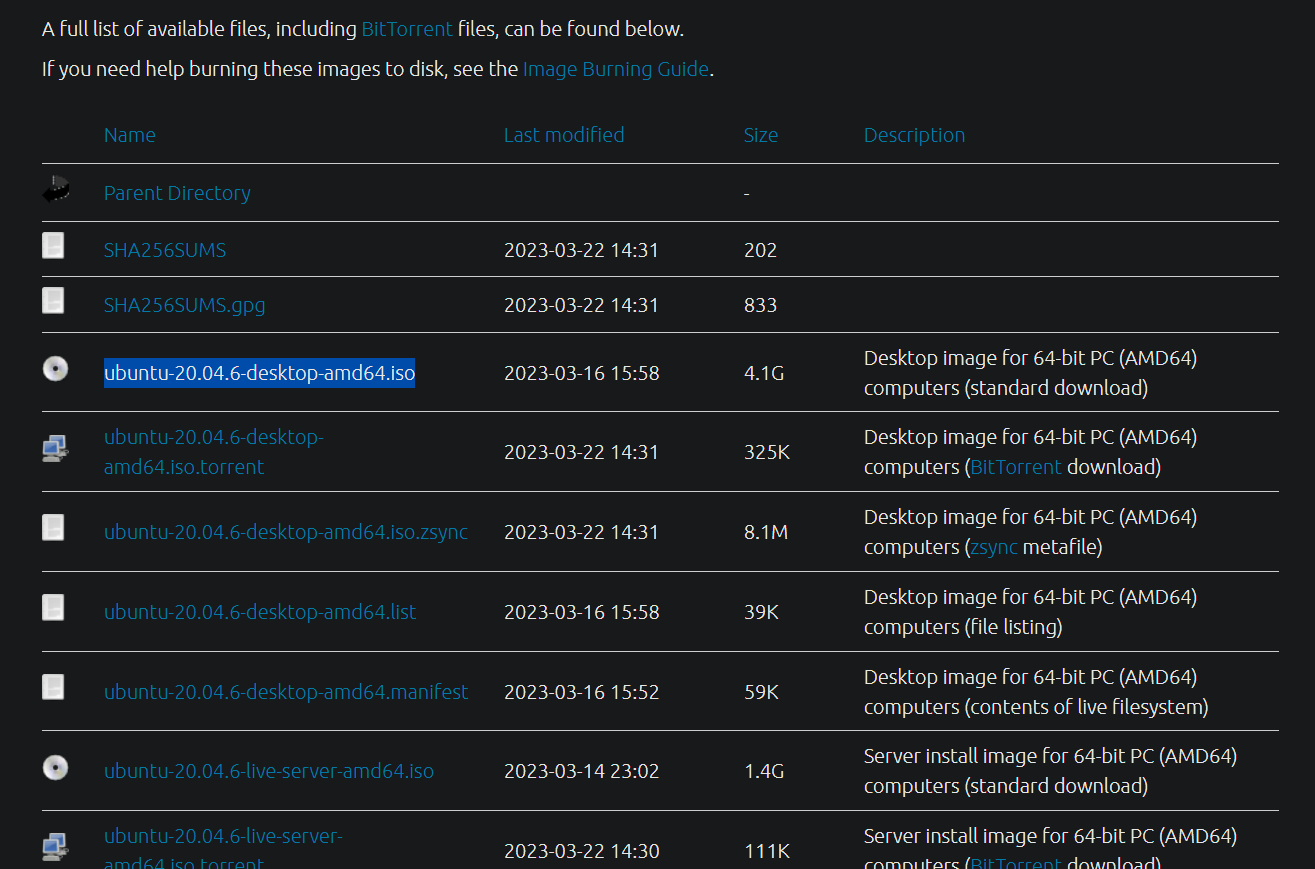 A full list of available files, including BitTorrent files, can be found below.
If you need help burning these images to disk, see the Image Burning Guide.
Name Last modified Size Description
Parent Directory -
SHA256SUMS 2023-03-22 14:31 202
SHA256SUMS.gpg 2023-03-22 14:31 833
ubuntu-20.04.6-desktop-amd64.iso 2023-03-16 15:58 4.1G Desktop image for 64-bit PC (AMD64)
computers (standard download)
ubuntu-20.04.6-desktop-
amd64.iso.torrent 2023-03-22 14:31 325K Desktop image for 64-bit PC (AMD64)
computers (BitTorrent download)
ubuntu-20.04.6-desktop-amd64.iso.zsync 2023-03-22 14:31 8.1M Desktop image for 64-bit PC (AMD64)
computers (zsync metafile)
ubuntu-20.04.6-desktop-amd64.list 2023-03-16 15:58 39K Desktop image for 64-bit PC (AMD64)
computers (file listing)
ubuntu-20.04.6-desktop-amd64.manifest 2023-03-16 15:52 59K Desktop image for 64-bit PC (AMD64)
computers (contents of live filesystem)
ubuntu-20.04.6-live-server-amd64.iso 2023-03-14 23:02 1.4G Server install image for 64-bit PC (AMD64)
computers (standard download)
ubuntu-20.04.6-live-server-
amd64.iso.torrent 2023-03-22 14:30 111K Server install image for 64-bit PC (AMD64)
computers (BitTorrent download)